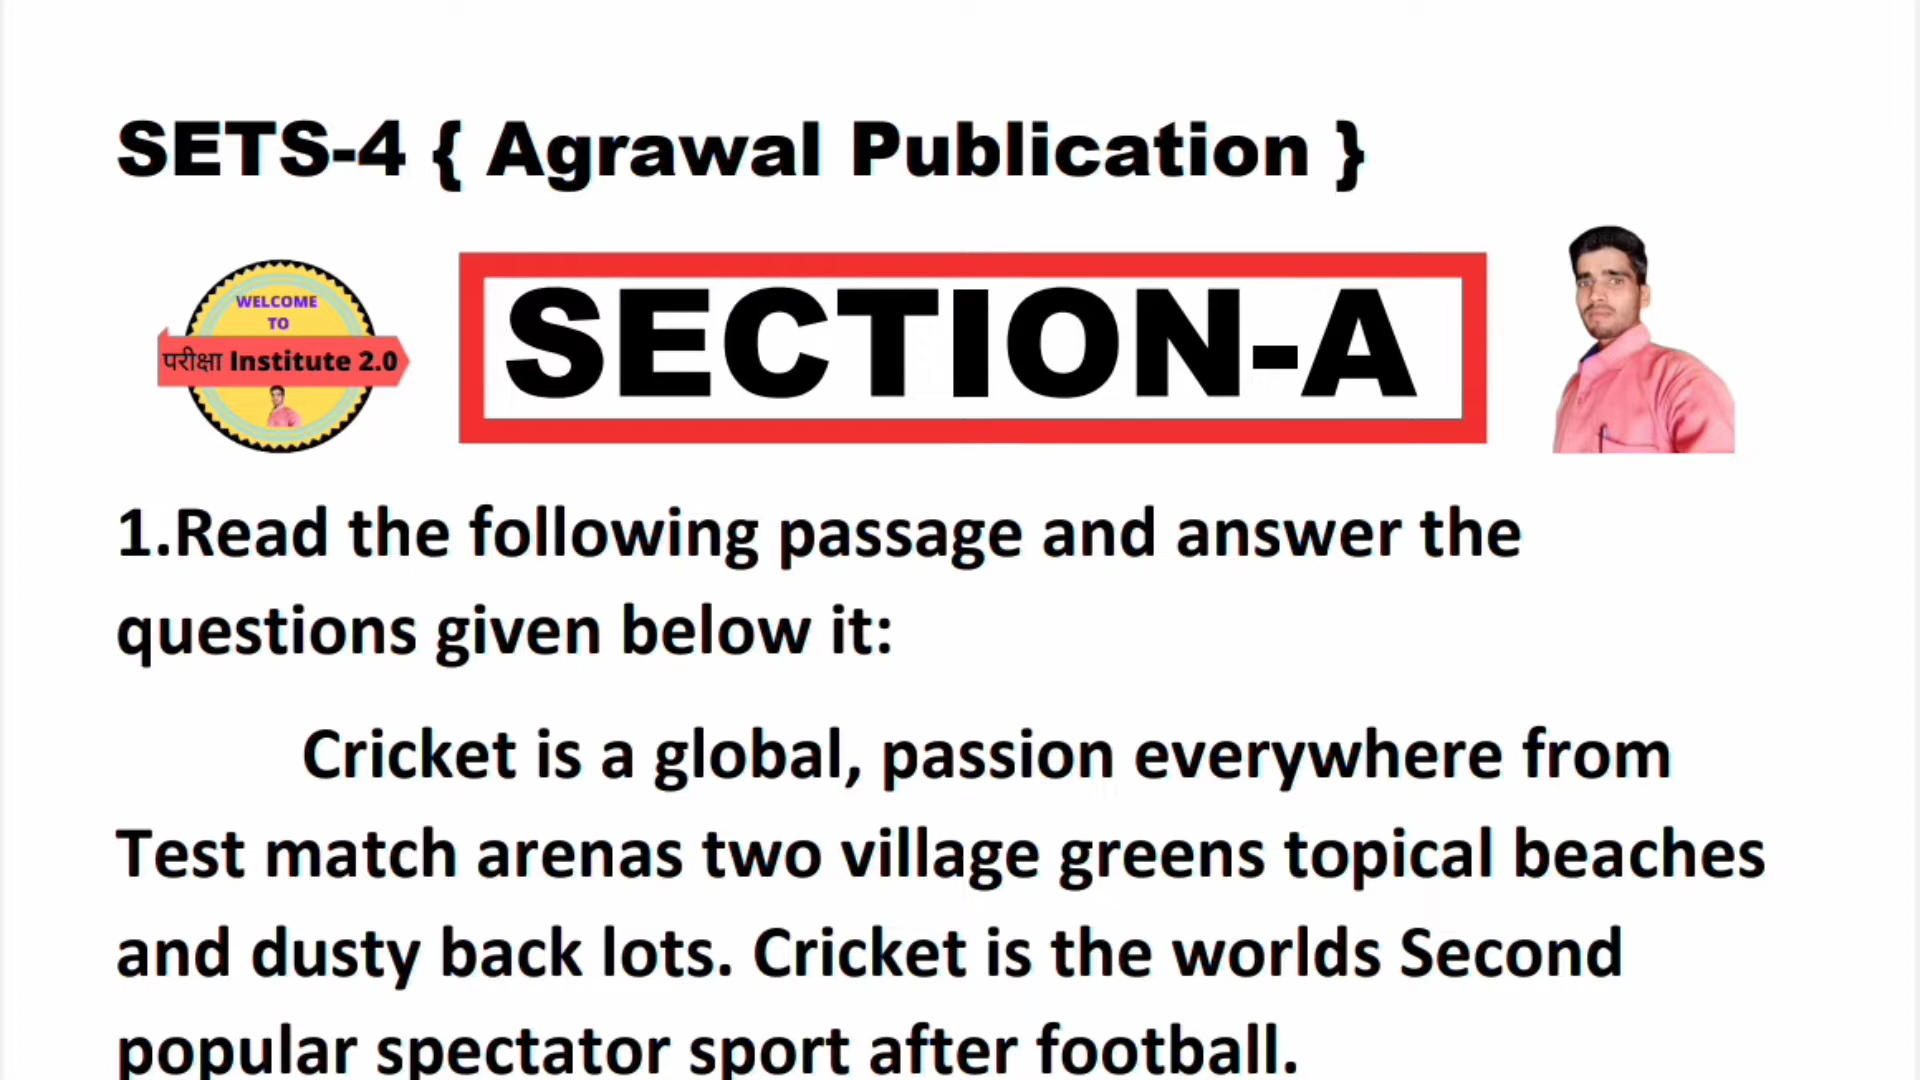 SETS-4 { Agrawal Publication }
WELCOME
TO
परीक्षा Institute 2.0
SECTION-A
1.Read the following passage and answer the
questions given below it:
Cricket is a global, passion everywhere from
Test match arenas two village greens topical beaches
and dusty back lots. Cricket is the worlds Second
popular spectator sport after football.